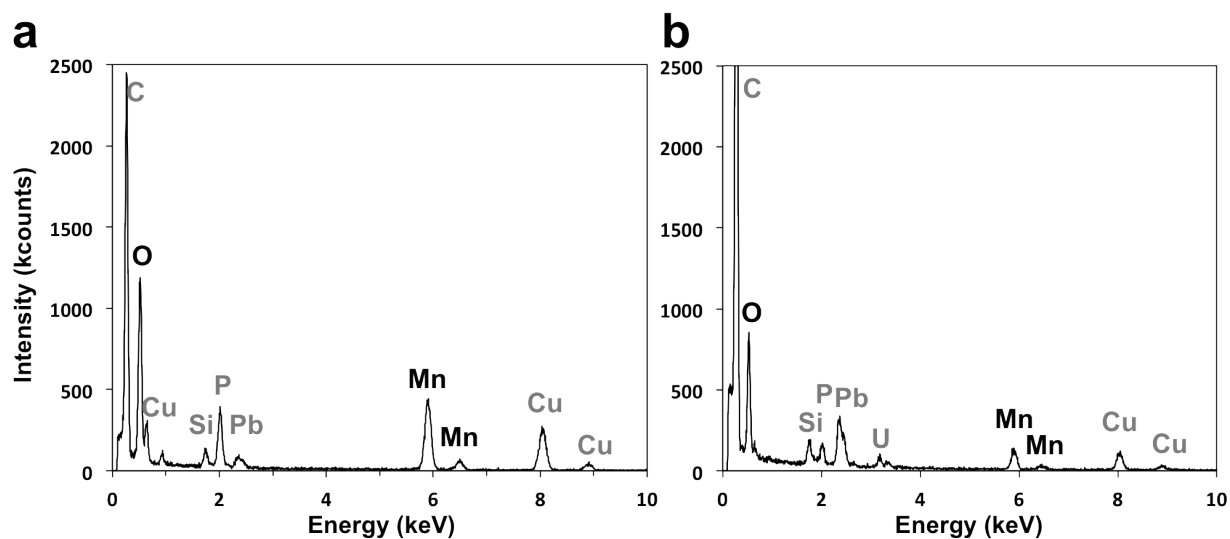 a
2500
2000
1500
1000
500
0
Intensity (kcounts)
C
O
Cu
Si
P
Pb
Mn
Mn
Cu
Cu
0 2 4 6 8 10
Energy (keV)
b
2500
2000
1500
1000
500
0
C
O
Si
P
Pb
U
Mn
Mn
Cu
Cu
0 2 4 6 8 10
Energy (keV)